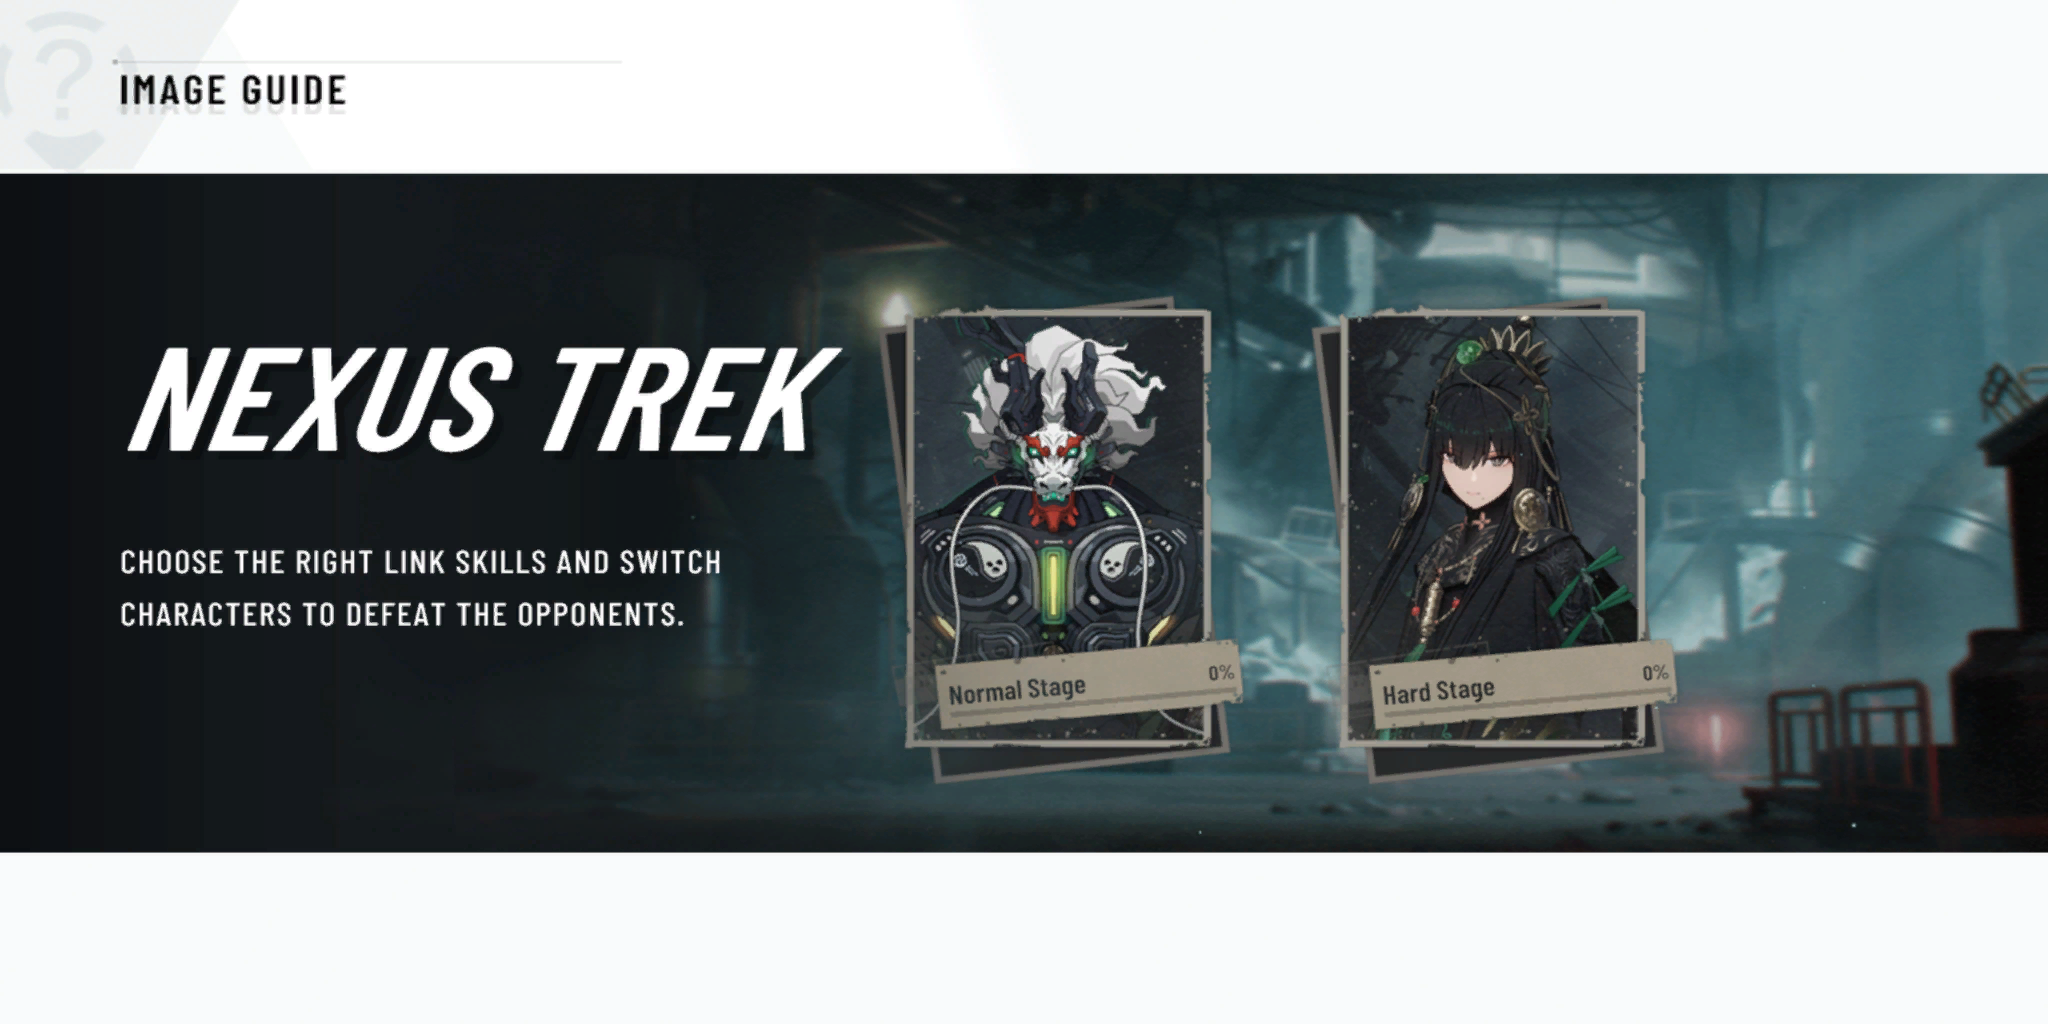 IMAGE GUIDE
NEXUS TREK
CHOOSE THE RIGHT LINK SKILLS AND SWITCH
CHARACTERS TO DEFEAT THE OPPONENTS.
Normal Stage 0%
Hard Stage 0%